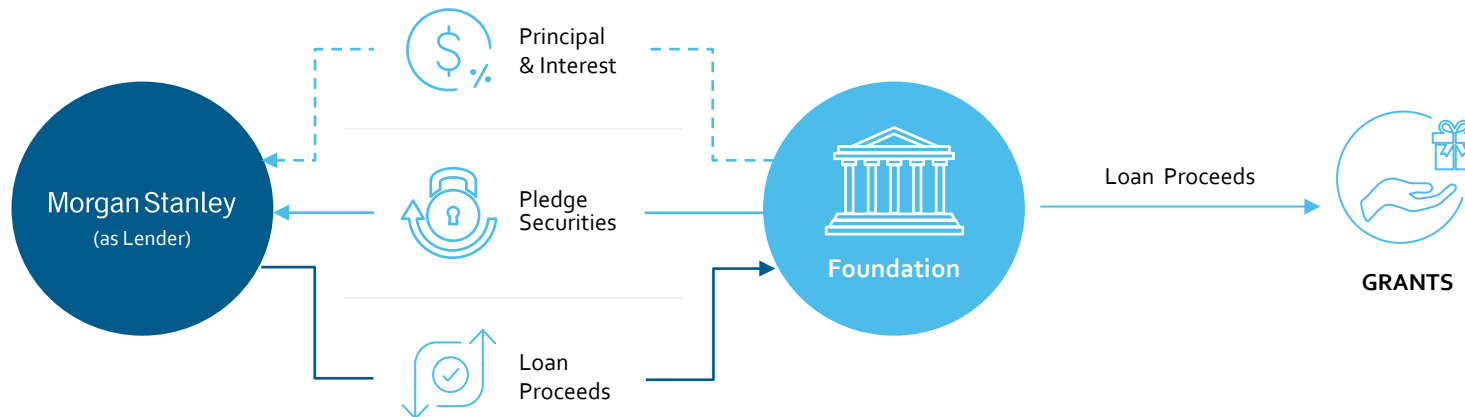 Principal
& Interest
Morgan Stanley
(as Lender)
Pledge
Securities
Foundation
Loan Proceeds
GRANTS
Loan
Proceeds